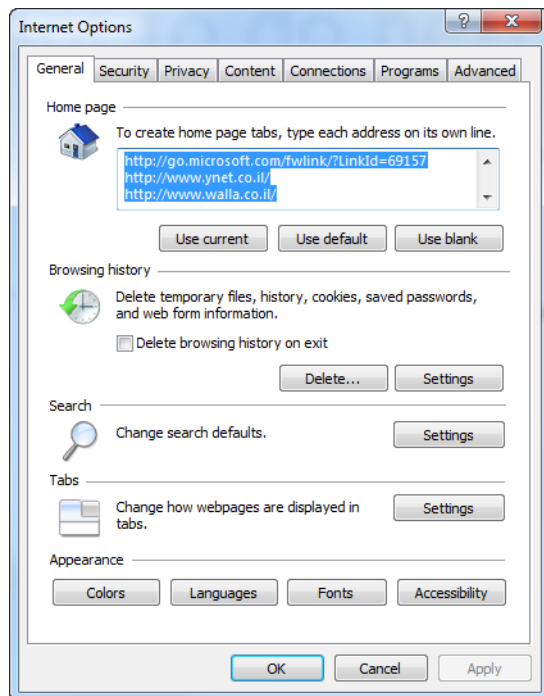 Internet Options
General Security Privacy Content Connections Programs Advanced
Home page
To create home page tabs, type each address on its own line.
http://go.microsoft.com/fwlink/?LinkId=69157
http://www.ynet.co.il/
http://www.walla.co.il/
Use current Use default Use blank
Browsing history
Delete temporary files, history, cookies, saved passwords,
and web form information.
Delete browsing history on exit
Delete... Settings
Search
Change search defaults. Settings
Tabs
Change how webpages are displayed in
tabs.
Settings
Appearance
Colors Languages Fonts Accessibility
OK Cancel Apply